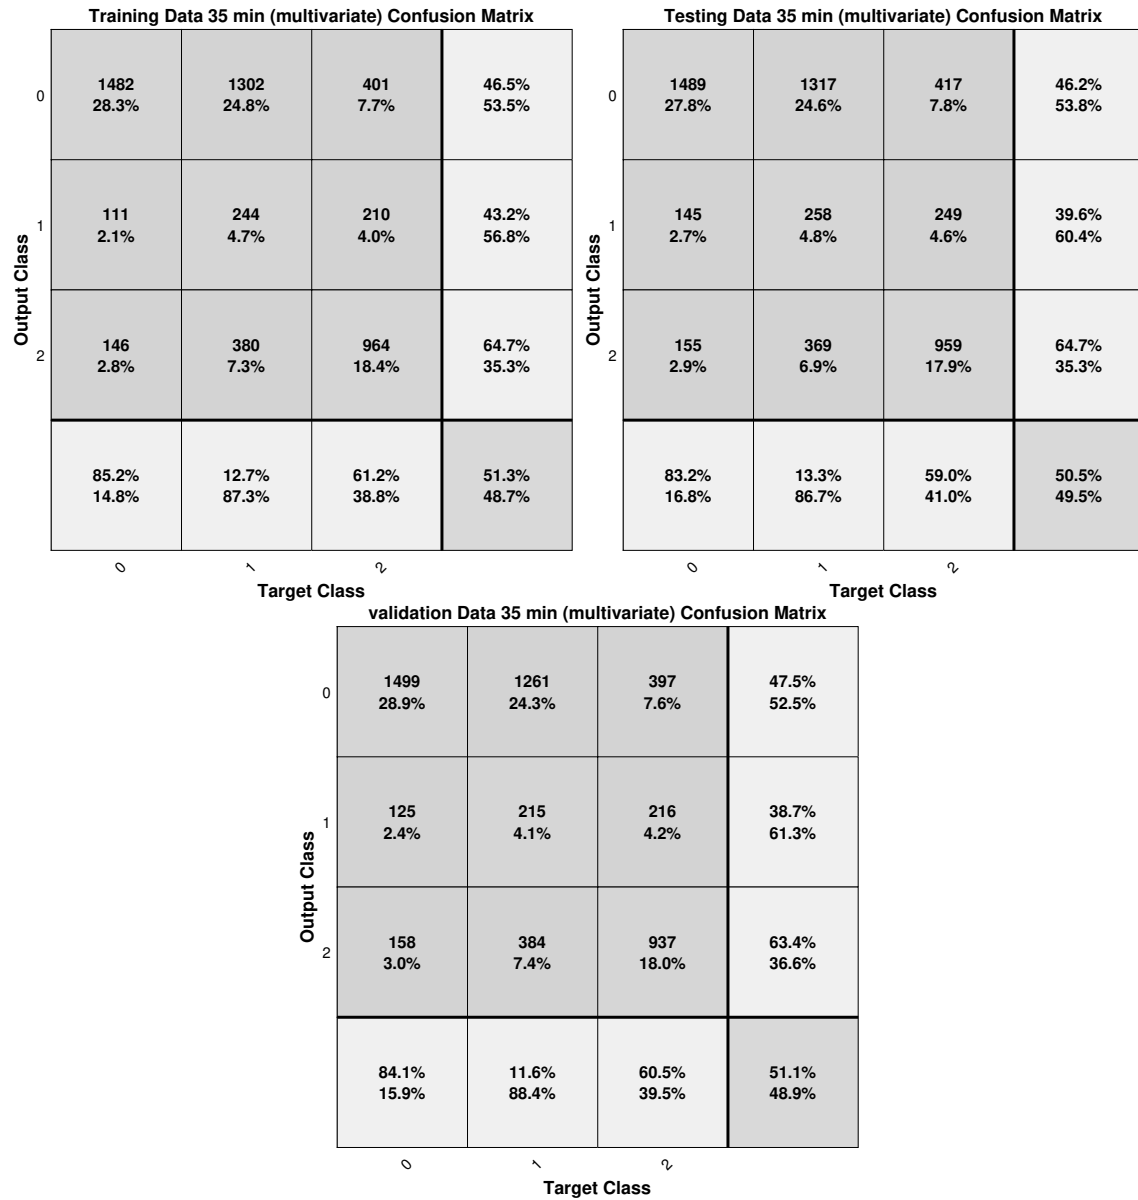 Training Data 35 min (multivariate) Confusion Matrix
0
1482 1302 401 46.5%
28.3% 24.8% 7.7% 53.5%
1
111 244 210 43.2%
2.1% 4.7% 4.0% 56.8%
2
146 380 964 64.7%
2.8% 7.3% 18.4% 35.3%
85.2% 12.7% 61.2% 51.3%
14.8% 87.3% 38.8% 48.7%
Output Class
0 1 2
Target Class
Testing Data 35 min (multivariate) Confusion Matrix
0
1489 1317 417 46.2%
27.8% 24.6% 7.8% 53.8%
1
145 258 249 39.6%
2.7% 4.8% 4.6% 60.4%
2
155 369 959 64.7%
2.9% 6.9% 17.9% 35.3%
83.2% 13.3% 59.0% 50.5%
16.8% 86.7% 41.0% 49.5%
Output Class
0 1 2
Target Class
validation Data 35 min (multivariate) Confusion Matrix
0
1499 1261 397 47.5%
28.9% 24.3% 7.6% 52.5%
1
125 215 216 38.7%
2.4% 4.1% 4.2% 61.3%
2
158 384 937 63.4%
3.0% 7.4% 18.0% 36.6%
84.1% 11.6% 60.5% 51.1%
15.9% 88.4% 39.5% 48.9%
Output Class
0 1 2
Target Class